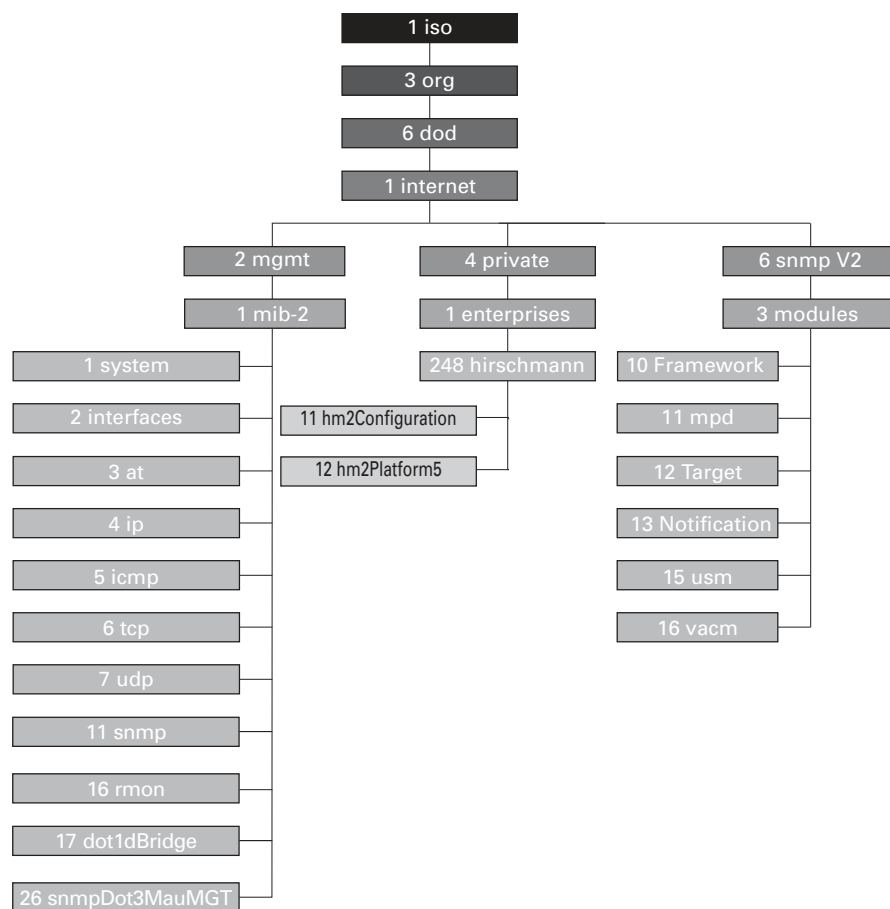 1 iso
3 org
6 dod
1 internet
2 mgmt
4 private
6 snmp V2
1 mib-2
1 enterprises
3 modules
1 system
248 hirschmann
10 Framework
2 interfaces
11 hm2Configuration
11 mpd
3 at
12 hm2Platform5
12 Target
4 ip
13 Notification
5 icmp
15 usm
6 tcp
16 vacm
7 udp
11 snmp
16 rmon
17 dot1dBridge
26 snmpDot3MauMGT